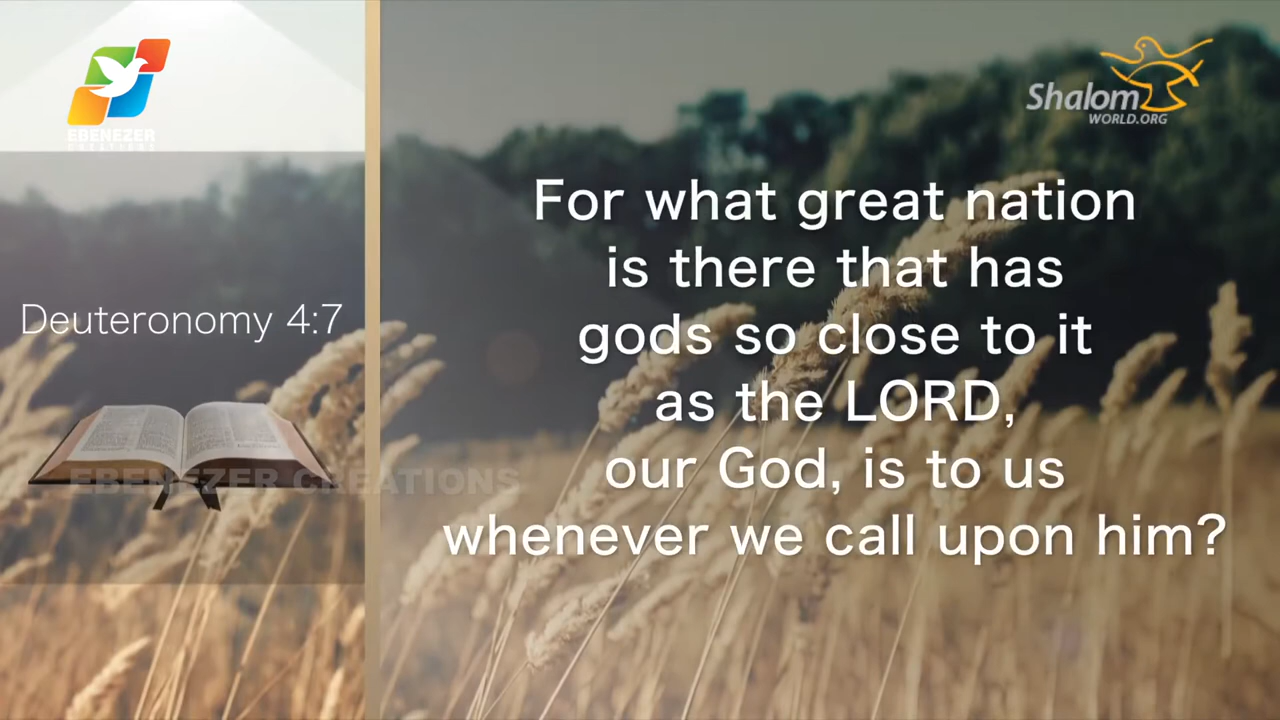 EBENEZER
CREATIONS
Shalom
WORLD.ORG
Deuteronomy 4:7
For what great nation
is there that has
gods so close to it
as the LORD,
our God, is to us
whenever we call upon him?
EBENEZER CREATIONS